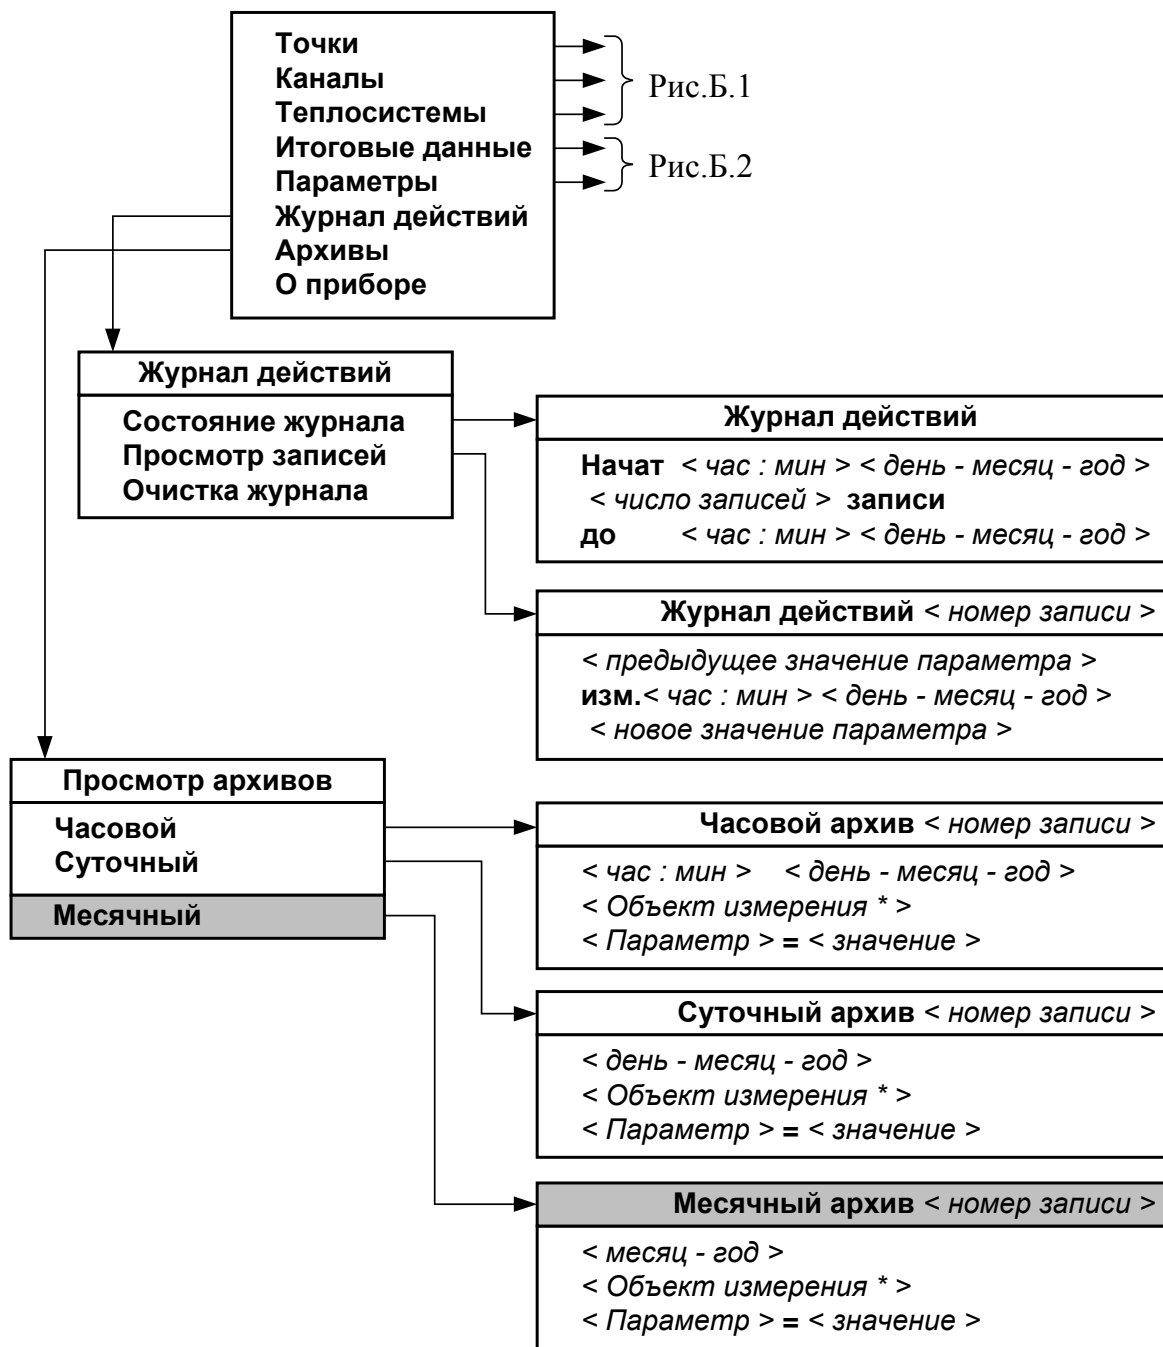 Точки
Каналы
Теплосистемы
Рис.Б.1
Итоговые данные
Параметры
Рис.Б.2
Журнал действий
Архивы
О приборе
Журнал действий
Состояние журнала
Просмотр записей
Очистка журнала
Журнал действий
Начат < час : мин > < день - месяц - год >
< число записей > записи
до < час : мин > < день - месяц - год >
Журнал действий < номер записи >
< предыдущее значение параметра >
изм.< час : мин > < день - месяц - год >
< новое значение параметра >
Просмотр архивов
Часовой
Суточный
Месячный
Часовой архив < номер записи >
< час : мин > < день - месяц - год >
< Объект измерения * >
< Параметр > = < значение >
Суточный архив < номер записи >
< день - месяц - год >
< Объект измерения * >
< Параметр > = < значение >
Месячный архив < номер записи >
< месяц - год >
< Объект измерения * >
< Параметр > = < значение >